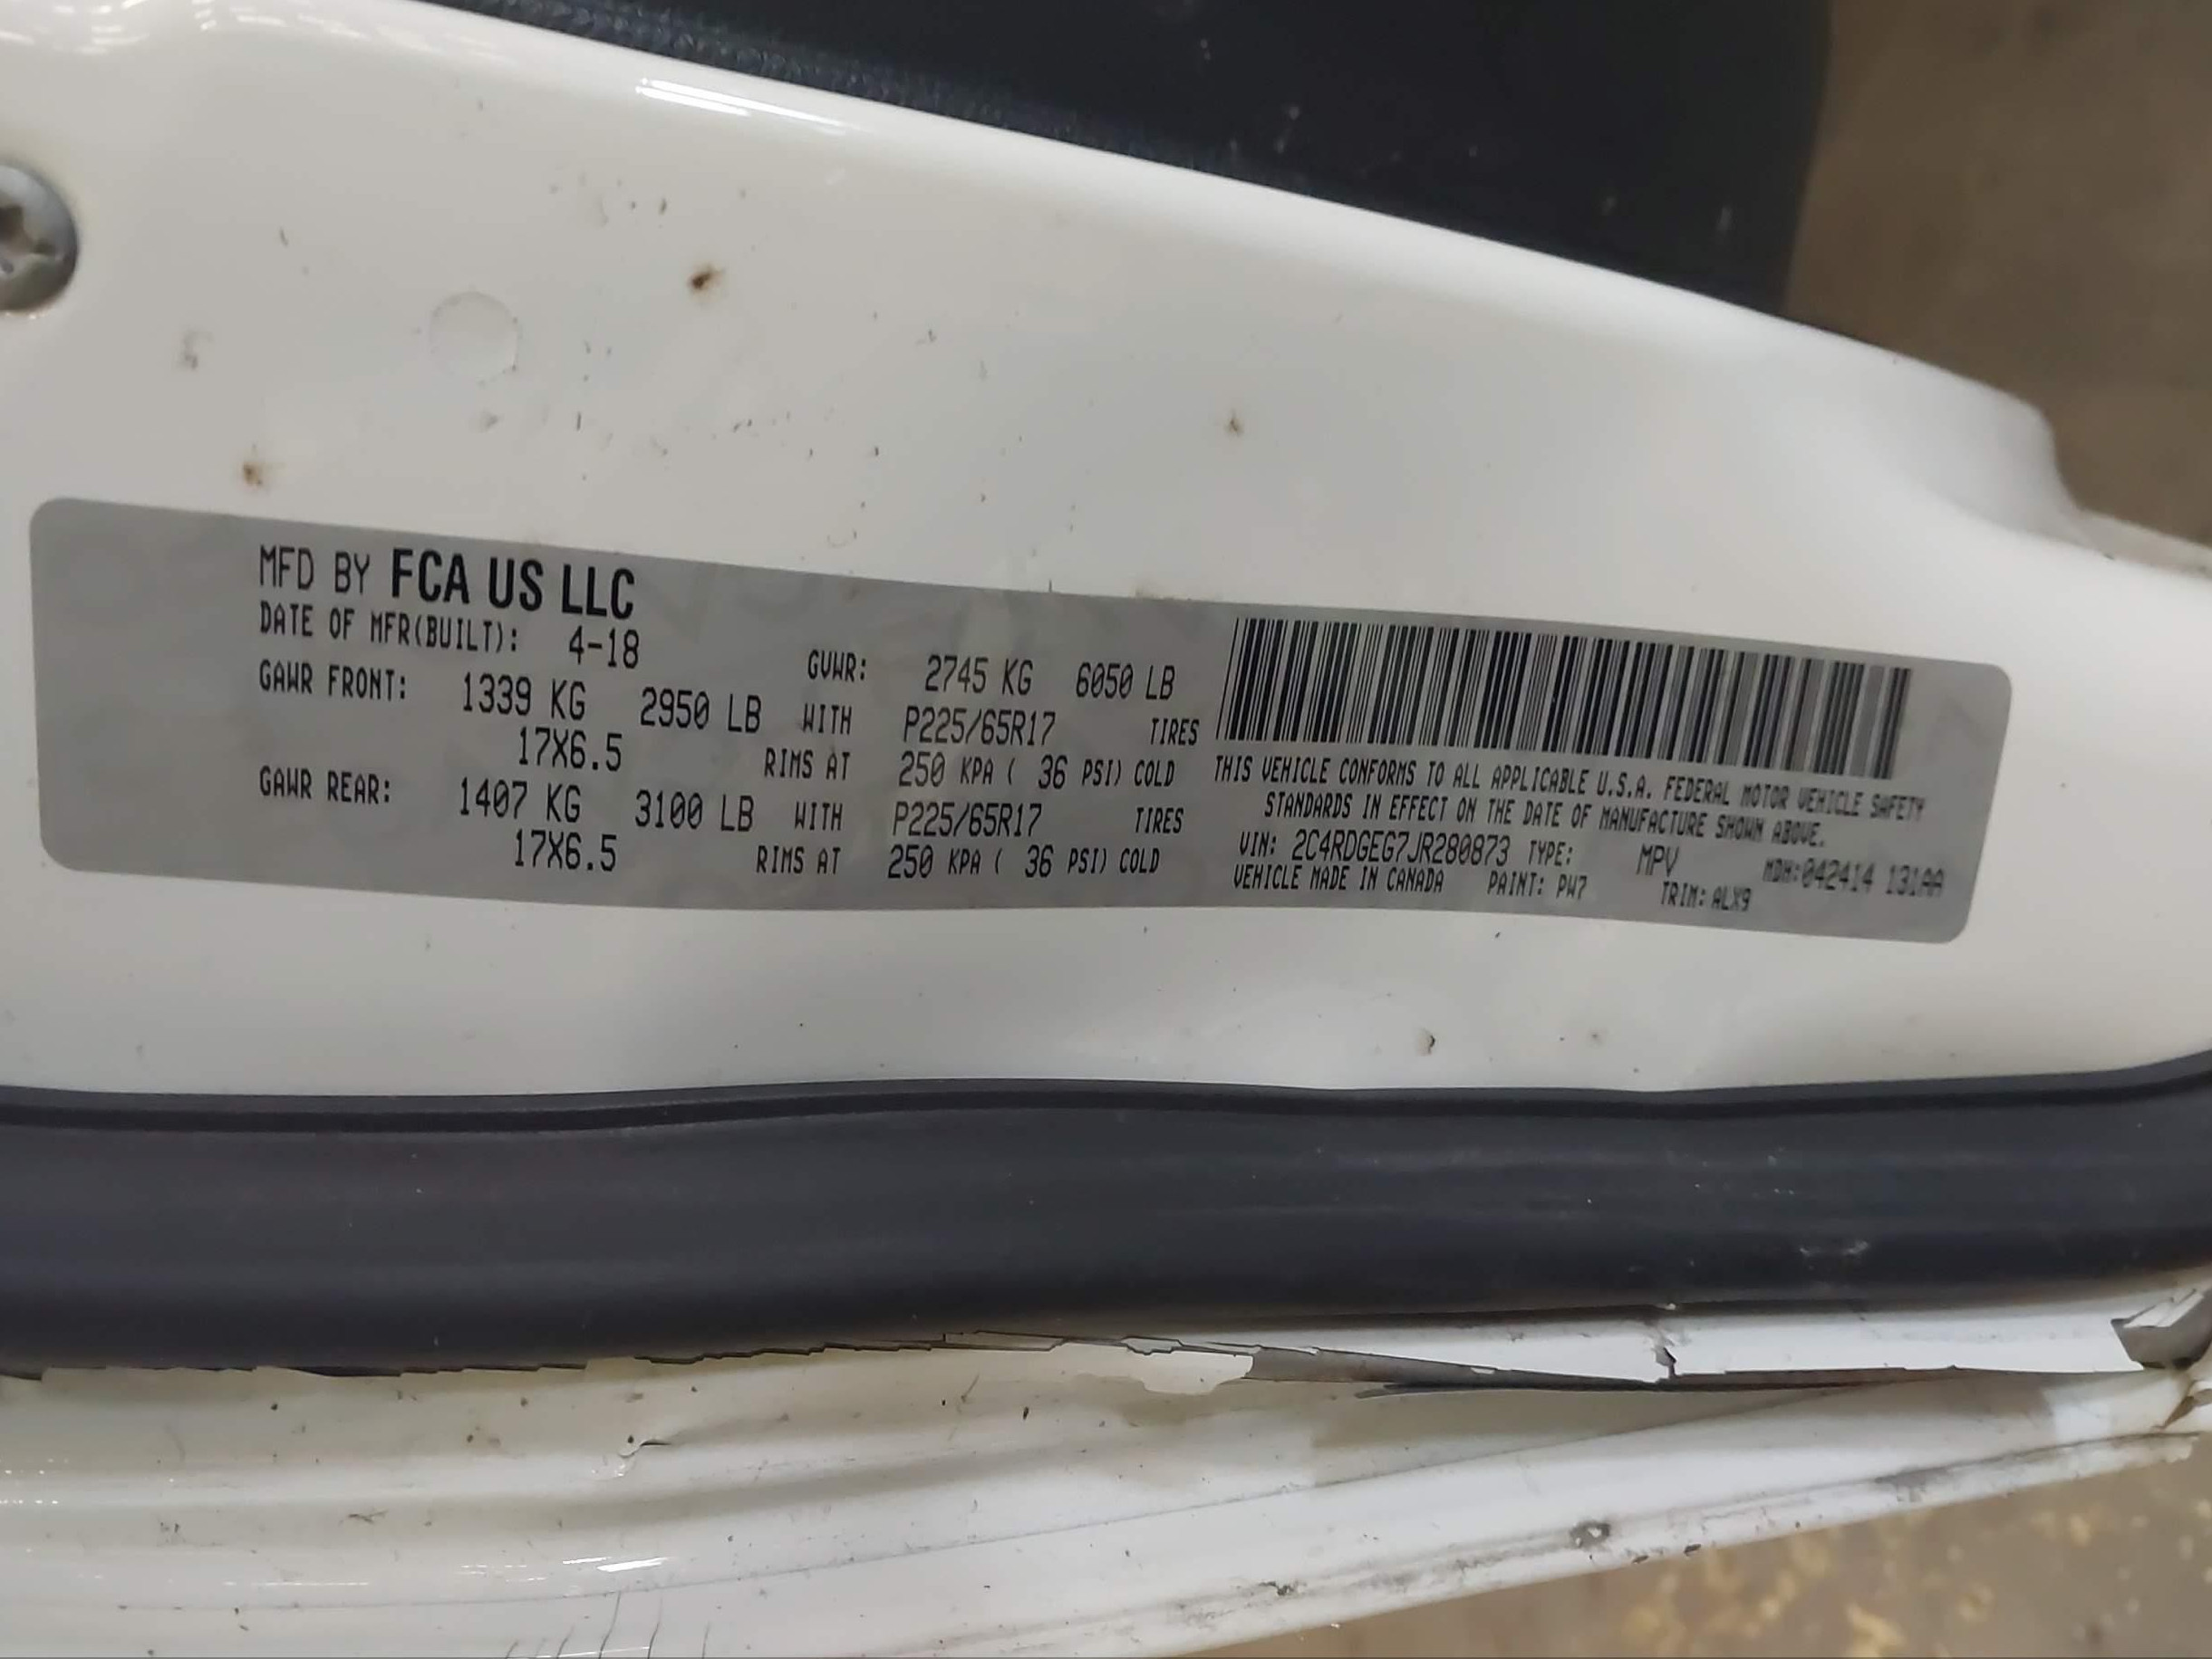 MFD BY FCA US LLC
DATE OF MFR(BUILT): 4-18 GVWR: 2745 KG 6050 LB
GAWR FRONT: 1339 KG 2950 LB WITH P225/65R17 TIRES
17X6.5 RIMS AT 250 KPA ( 36 PSI) COLD
GAWR REAR: 1407 KG 3100 LB WITH P225/65R17 TIRES
17X6.5 RIMS AT 250 KPA ( 36 PSI) COLD
THIS VEHICLE CONFORMS TO ALL APPLICABLE U.S.A. FEDERAL MOTOR VEHICLE SAFETY
STANDARDS IN EFFECT ON THE DATE OF MANUFACTURE SHOWN ABOVE.
VIN: 2C4RDGEG7JR280873 TYPE: MPV MDH:042414 131AA
VEHICLE MADE IN CANADA PAINT: PW7 TRIM: ALX9